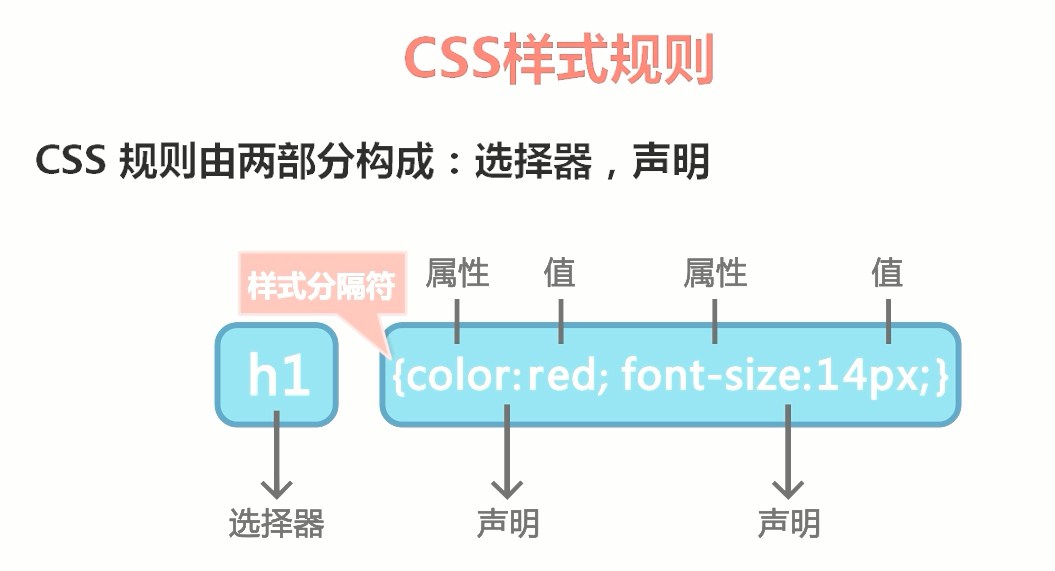 CSS样式规则
CSS 规则由两部分构成：选择器，声明
样式分隔符 属性 值 属性 值
h1 {color:red; font-size:14px;}
选择器 声明 声明